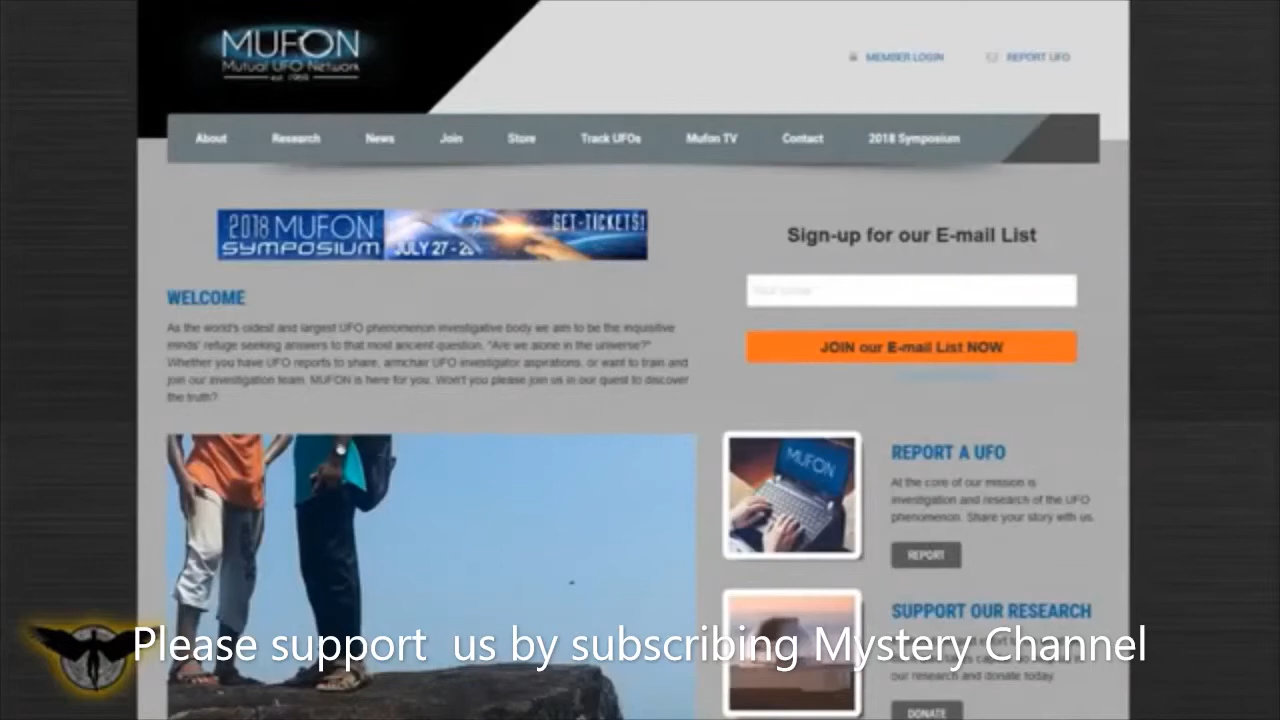 MUFON
Mutual UFO Network
est. 1969
MEMBER LOGIN
REPORT UFO
About
Research
News
Join
Store
Track UFOs
Mufon TV
Contact
2018 Symposium
2018 MUFON
SYMPOSIUM
JULY 27 - 2
GET-TICKETS!
Sign-up for our E-mail List
JOIN our E-mail List NOW
WELCOME
As the world's oldest and largest UFO phenomenon investigative body we aim to be the inquisitive
minds' refuge seeking answers to that most ancient question, "Are we alone in the universe?"
Whether you have UFO reports to share, armchair UFO investigator aspirations, or want to train and
join our investigation team, MUFON is here for you. Won't you please join us in our quest to discover
the truth?
MUFON
REPORT A UFO
At the core of our mission is
investigation and research of the UFO
phenomenon. Share your story with us.
REPORT
SUPPORT OUR RESEARCH
our research and donate today.
DONATE
Please support  us by subscribing Mystery Channel